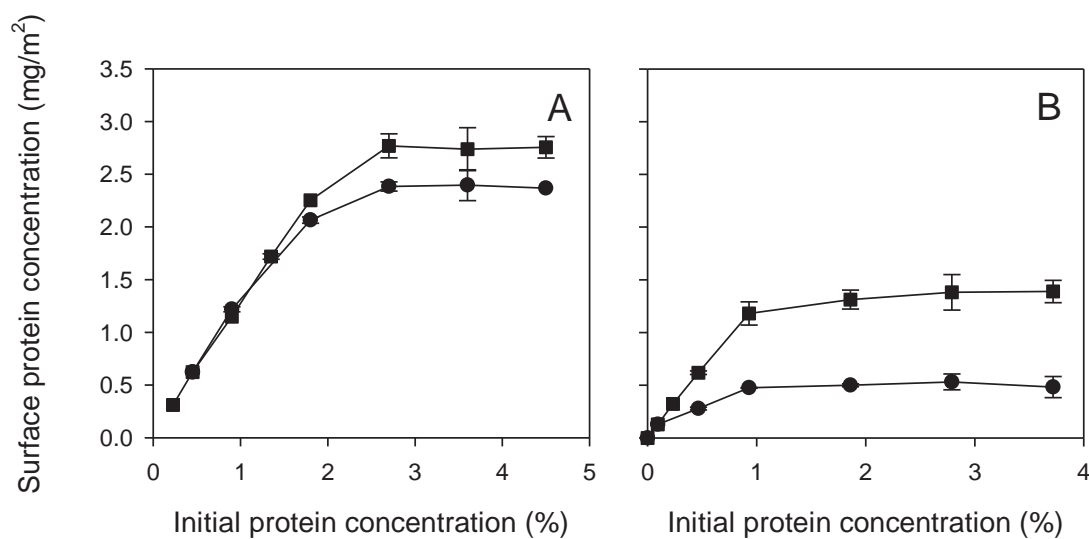 Surface protein concentration (mg/m²)
3.5
3.0
2.5
2.0
1.5
1.0
0.5
0.0
A
B
0 1 2 3 4 5
0 1 2 3 4
Initial protein concentration (%)
Initial protein concentration (%)